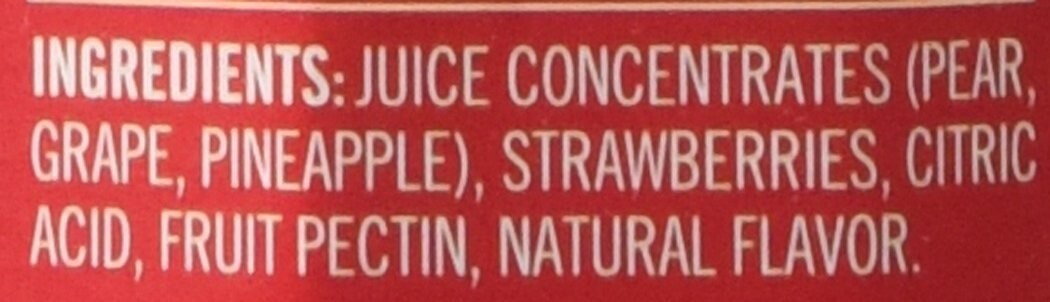 INGREDIENTS: JUICE CONCENTRATES (PEAR,
GRAPE, PINEAPPLE), STRAWBERRIES, CITRIC
ACID, FRUIT PECTIN, NATURAL FLAVOR.